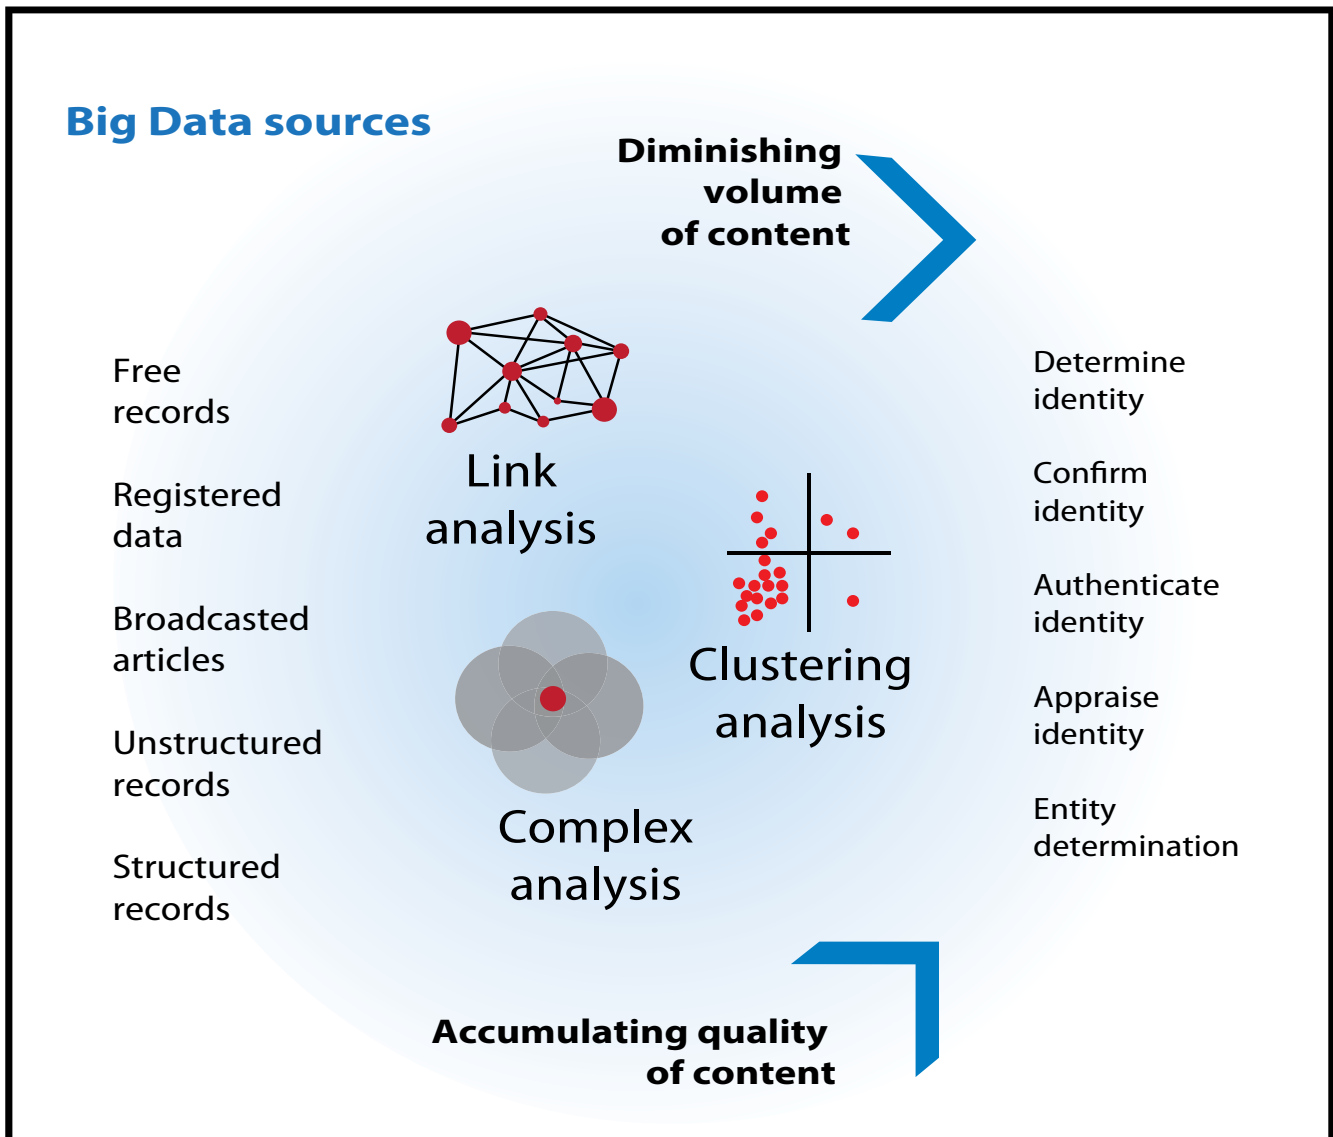 Big Data sources
Diminishing
volume
of content
Free
records
Registered
data
Broadcasted
articles
Unstructured
records
Structured
records
Link
analysis
Clustering
analysis
Complex
analysis
Determine
identity
Confirm
identity
Authenticate
identity
Appraise
identity
Entity
determination
Accumulating quality
of content